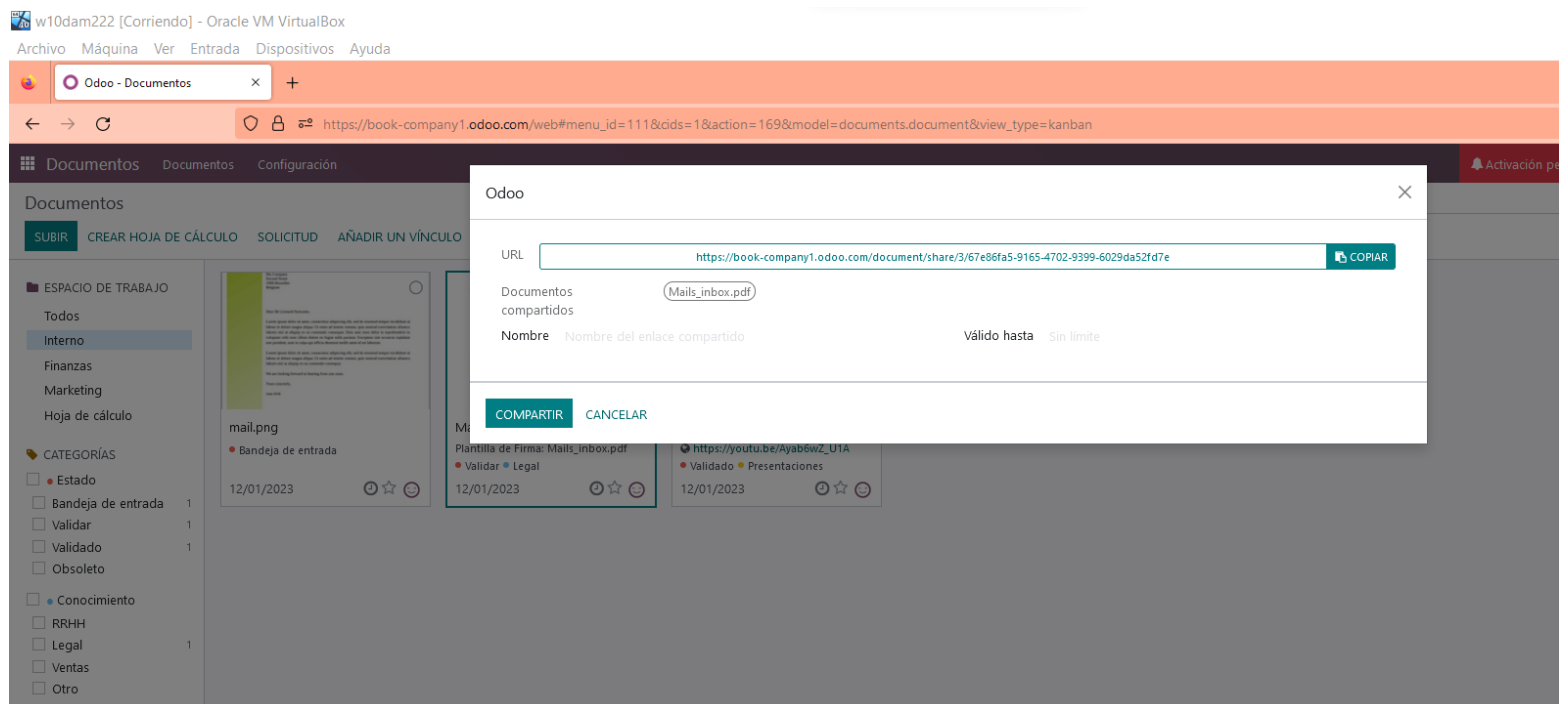 w10dam222 [Corriendo] - Oracle VM VirtualBox
Archivo Máquina Ver Entrada Dispositivos Ayuda
Odoo - Documentos
https://book-company1.odoo.com/web#menu_id=111&cids=1&action=169&model=documents.document&view_type=kanban
Documentos Documentos Configuración
Activación pe
Documentos
SUBIR CREAR HOJA DE CÁLCULO SOLICITUD AÑADIR UN VÍNCULO
Odoo
URL https://book-company1.odoo.com/document/share/3/67e86fa5-9165-4702-9399-6029da52fd7e COPIAR
Documentos compartidos Mails_inbox.pdf
Nombre Nombre del enlace compartido Válido hasta Sin límite
COMPARTIR CANCELAR
ESPACIO DE TRABAJO
Todos
Interno
Finanzas
Marketing
Hoja de cálculo
CATEGORÍAS
Estado
Bandeja de entrada 1
Validar 1
Validado 1
Obsoleto
Conocimiento
RRHH
Legal 1
Ventas
Otro
mail.png
Bandeja de entrada
12/01/2023
Ma
Plantilla de Firma: Mails_inbox.pdf
Validar Legal
12/01/2023
https://youtu.be/Ayab6wZ_U1A
Validado Presentaciones
12/01/2023